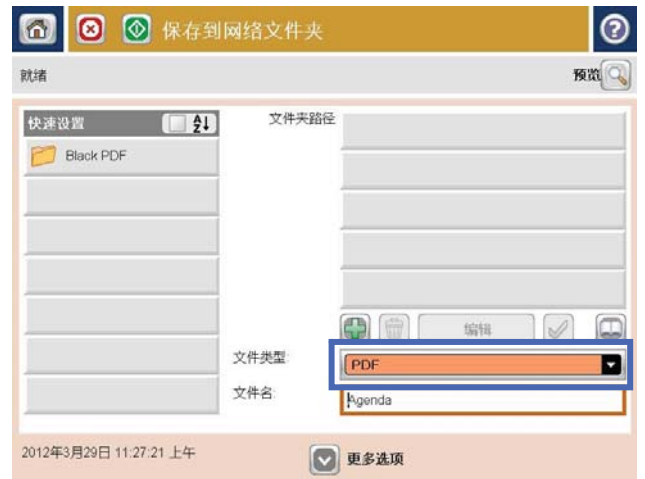 保存到网络文件夹
就绪
预览
快速设置
文件夹路径
Black PDF
编辑
文件类型:
PDF
文件名:
Agenda
2012年3月29日 11:27:21 上午
更多选项